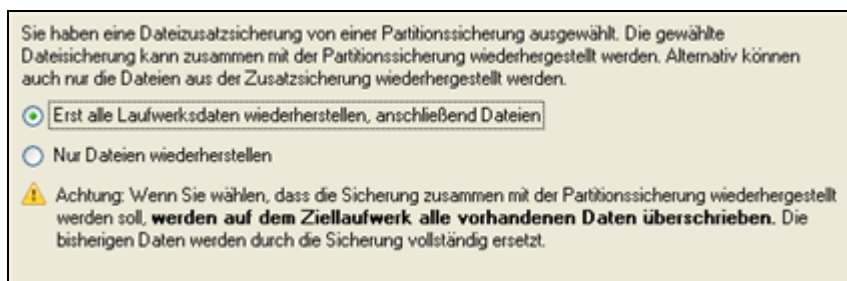 Sie haben eine Dateizusatzsicherung von einer Partitionssicherung ausgewählt. Die gewählte
Dateisicherung kann zusammen mit der Partitionssicherung wiederhergestellt werden. Alternativ können
auch nur die Dateien aus der Zusatzsicherung wiederhergestellt werden.
Erst alle Laufwerksdaten wiederherstellen, anschließend Dateien
Nur Dateien wiederherstellen
Achtung: Wenn Sie wählen, dass die Sicherung zusammen mit der Partitionssicherung wiederhergestellt
werden soll, werden auf dem Ziellaufwerk alle vorhandenen Daten überschrieben. Die
bisherigen Daten werden durch die Sicherung vollständig ersetzt.